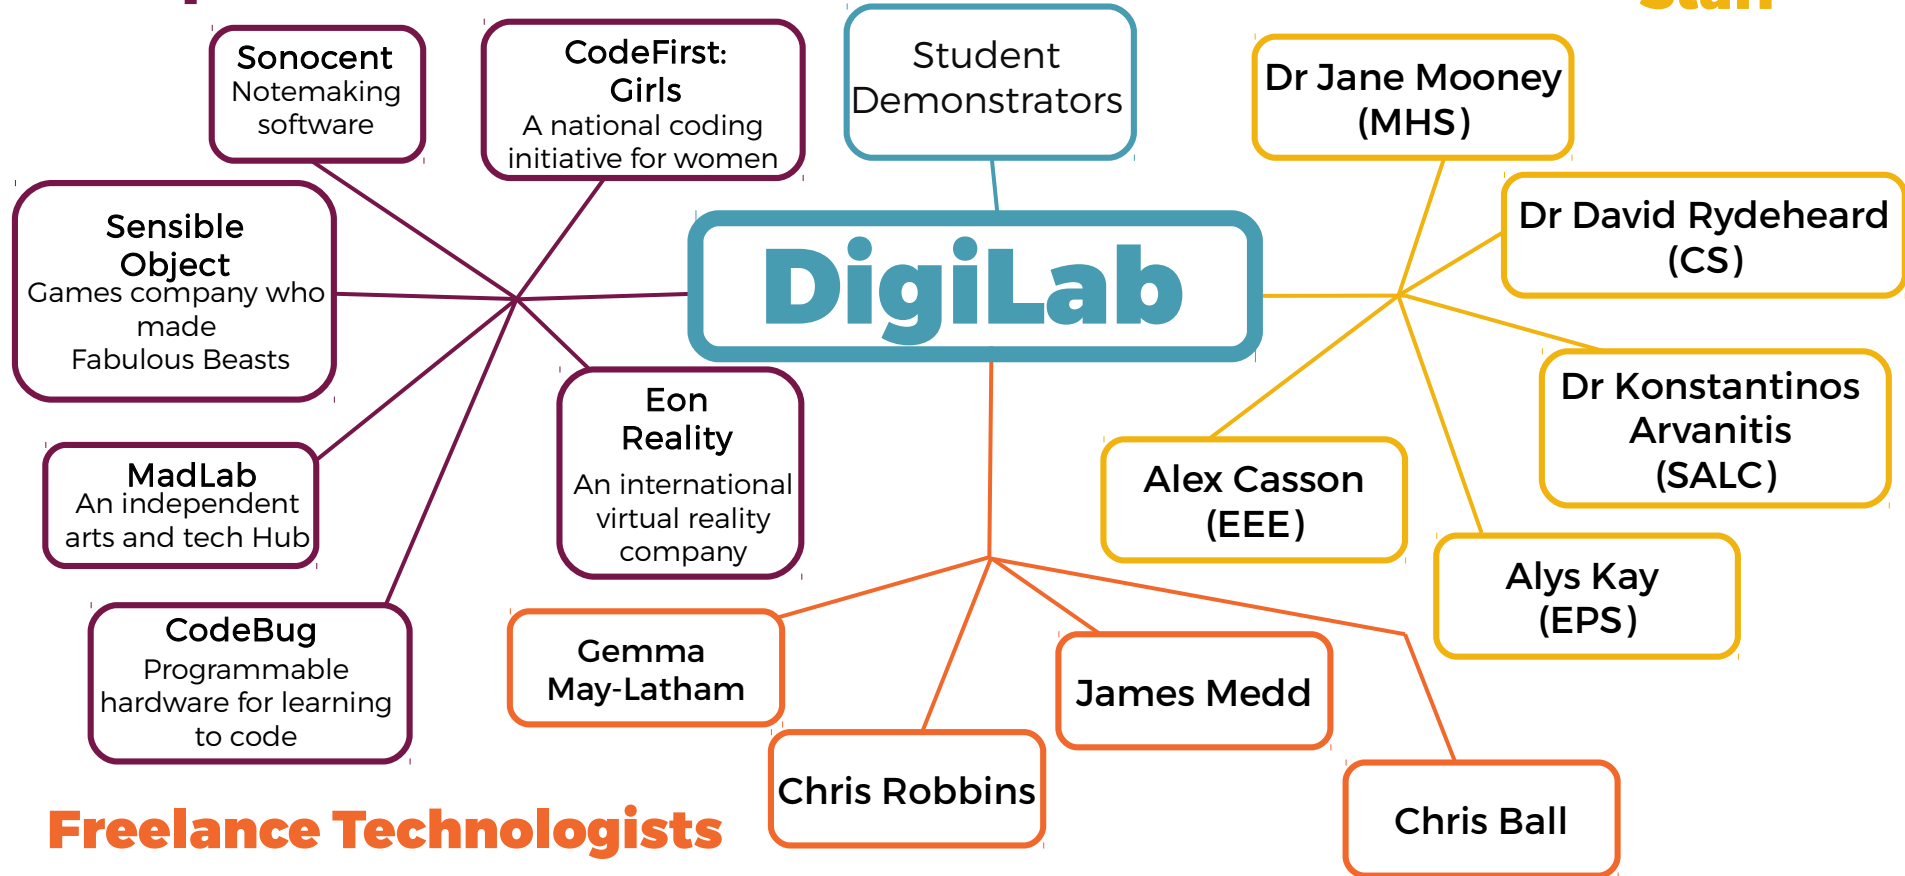 Staff
Sonocent
Notemaking
software
CodeFirst:
Girls
A national coding
initiative for women
Student
Demonstrators
Dr Jane Mooney
(MHS)
Sensible
Object
Games company who
made
Fabulous Beasts
DigiLab
Dr David Rydeheard
(CS)
Eon
Reality
An international
virtual reality
company
Dr Konstantinos
Arvanitis
(SALC)
MadLab
An independent
arts and tech Hub
Alex Casson
(EEE)
Alys Kay
(EPS)
CodeBug
Programmable
hardware for learning
to code
Gemma
May-Latham
James Medd
Chris Robbins
Chris Ball
Freelance Technologists